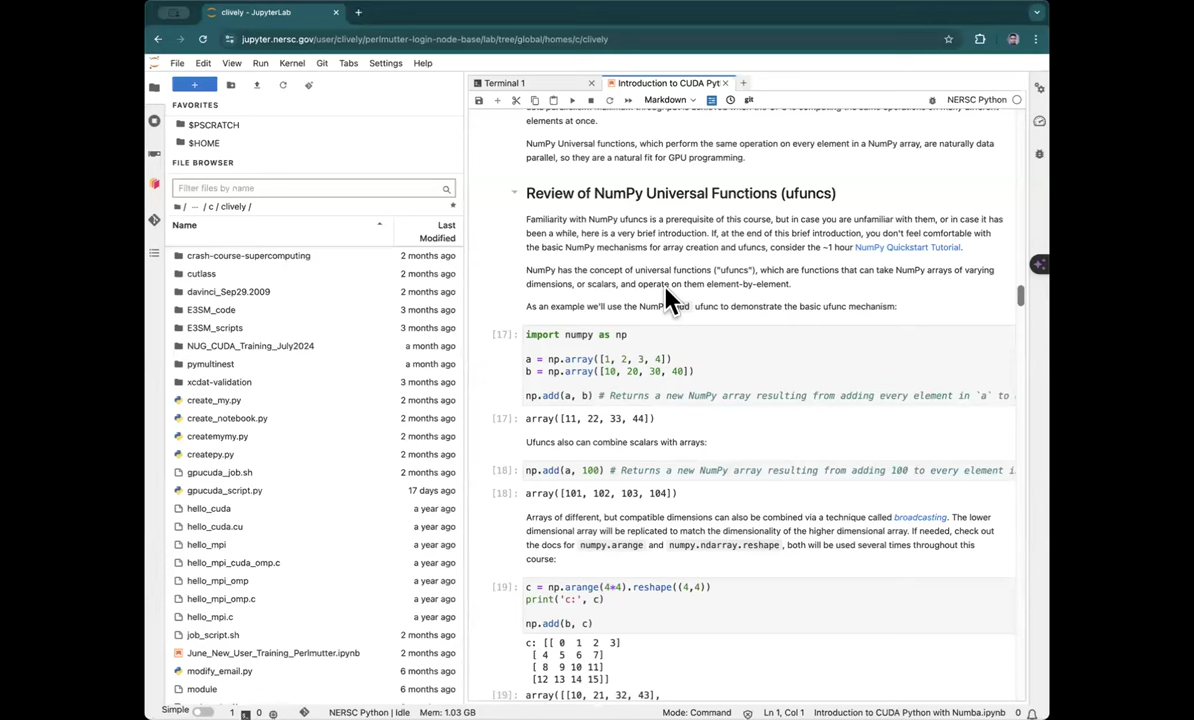 clively - JupyterLab
jupyter.nersc.gov/user/clively/perlmutter-login-node-base/lab/tree/global/homes/c/clively
File Edit View Run Kernel Git Tabs Settings Help
Terminal 1
Introduction to CUDA Pyt
Markdown
NERSC Python
FAVORITES
$PSCRATCH
$HOME
FILE BROWSER
Filter files by name
/ ··· / c / clively /
Name
Last
Modified
crash-course-supercomputing 2 months ago
cutlass 2 months ago
davinci_Sep29.2009 2 months ago
E3SM_code 2 months ago
E3SM_scripts 2 months ago
NUG_CUDA_Training_July2024 a month ago
pymultinest a month ago
xcdat-validation 3 months ago
create_my.py 2 months ago
create_notebook.py 2 months ago
createmymy.py 2 months ago
createpy.py 2 months ago
gpucuda_job.sh 2 months ago
gpucuda_script.py 17 days ago
hello_cuda a year ago
hello_cuda.cu a year ago
hello_mpi a year ago
hello_mpi_cuda_omp.c a year ago
hello_mpi_omp a year ago
hello_mpi_omp.c a year ago
hello_mpi.c a year ago
job_script.sh 2 months ago
June_New_User_Training_Perlmutter.ipynb 2 months ago
modify_email.py 6 months ago
module 6 months ago
elements at once.
NumPy Universal functions, which perform the same operation on every element in a NumPy array, are naturally data
parallel, so they are a natural fit for GPU programming.
Review of NumPy Universal Functions (ufuncs)
Familiarity with NumPy ufuncs is a prerequisite of this course, but in case you are unfamiliar with them, or in case it has
been a while, here is a very brief introduction. If, at the end of this brief introduction, you don't feel comfortable with
the basic NumPy mechanisms for array creation and ufuncs, consider the ~1 hour NumPy Quickstart Tutorial.
NumPy has the concept of universal functions ("ufuncs"), which are functions that can take NumPy arrays of varying
dimensions, or scalars, and operate on them element-by-element.
As an example we'll use the NumP d ufunc to demonstrate the basic ufunc mechanism:
[17]: import numpy as np
a = np.array([1, 2, 3, 4])
b = np.array([10, 20, 30, 40])
np.add(a, b) # Returns a new NumPy array resulting from adding every element in `a` to
[17]: array([11, 22, 33, 44])
Ufuncs also can combine scalars with arrays:
[18]: np.add(a, 100) # Returns a new NumPy array resulting from adding 100 to every element i
[18]: array([101, 102, 103, 104])
Arrays of different, but compatible dimensions can also be combined via a technique called broadcasting. The lower
dimensional array will be replicated to match the dimensionality of the higher dimensional array. If needed, check out
the docs for numpy.arange and numpy.ndarray.reshape, both will be used several times throughout this
course:
[19]: c = np.arange(4*4).reshape((4,4))
print('c:', c)
np.add(b, c)
c: [[ 0 1 2 3]
[ 4 5 6 7]
[ 8 9 10 11]
[12 13 14 15]]
[19]: array([[10, 21, 32, 43],
Simple 1 0 NERSC Python | Idle Mem: 1.03 GB Mode: Command Ln 1, Col 1 Introduction to CUDA Python with Numba.ipynb 0